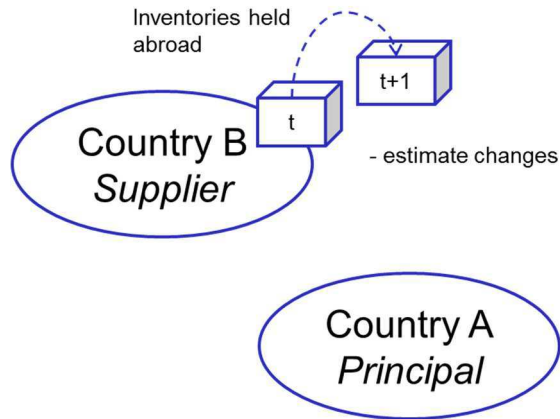 Inventories held
abroad
t+1
t
Country B
Supplier
- estimate changes
Country A
Principal